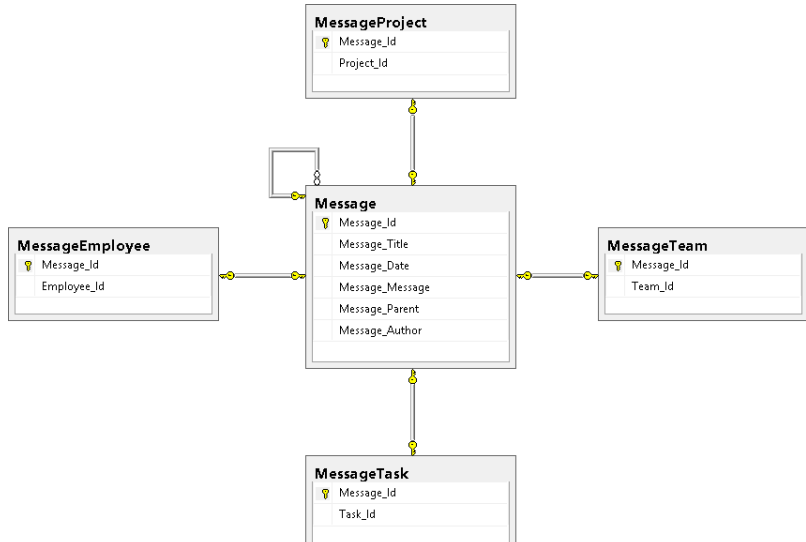 MessageProject
Message_Id
Project_Id
Message
Message_Id
Message_Title
Message_Date
Message_Message
Message_Parent
Message_Author
MessageEmployee
Message_Id
Employee_Id
MessageTeam
Message_Id
Team_Id
MessageTask
Message_Id
Task_Id